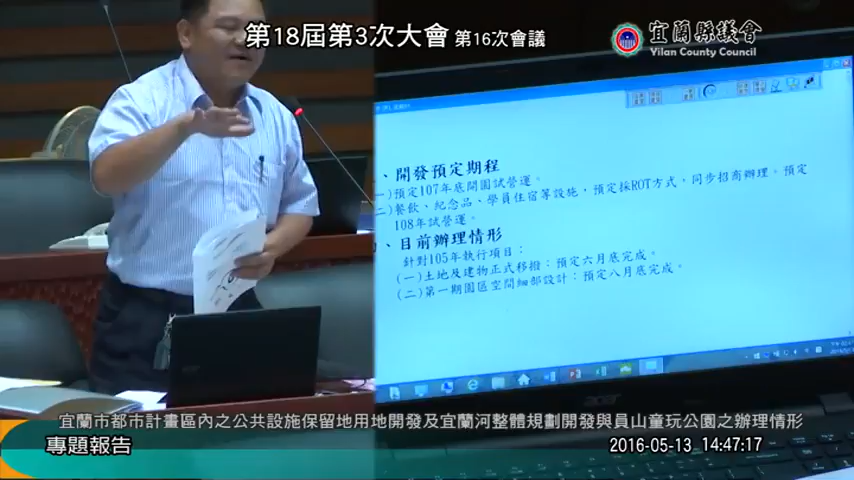 第18屆第3次大會 第16次會議
宜蘭縣議會
Yilan County Council
、開發預定期程
一)預定107年底開園試營運。
二)餐飲、紀念品、學員住宿等設施，預定採ROT方式，同步招商辦理。預定
108年試營運。
、目前辦理情形
針對105年執行項目：
(一)土地及建物正式移撥：預定六月底完成。
(二)第一期園區空間細部設計：預定八月底完成。
acer
宜蘭市都市計畫區內之公共設施保留地用地開發及宜蘭河整體規劃開發與員山童玩公園之辦理情形
專題報告
2016-05-13 14:47:17